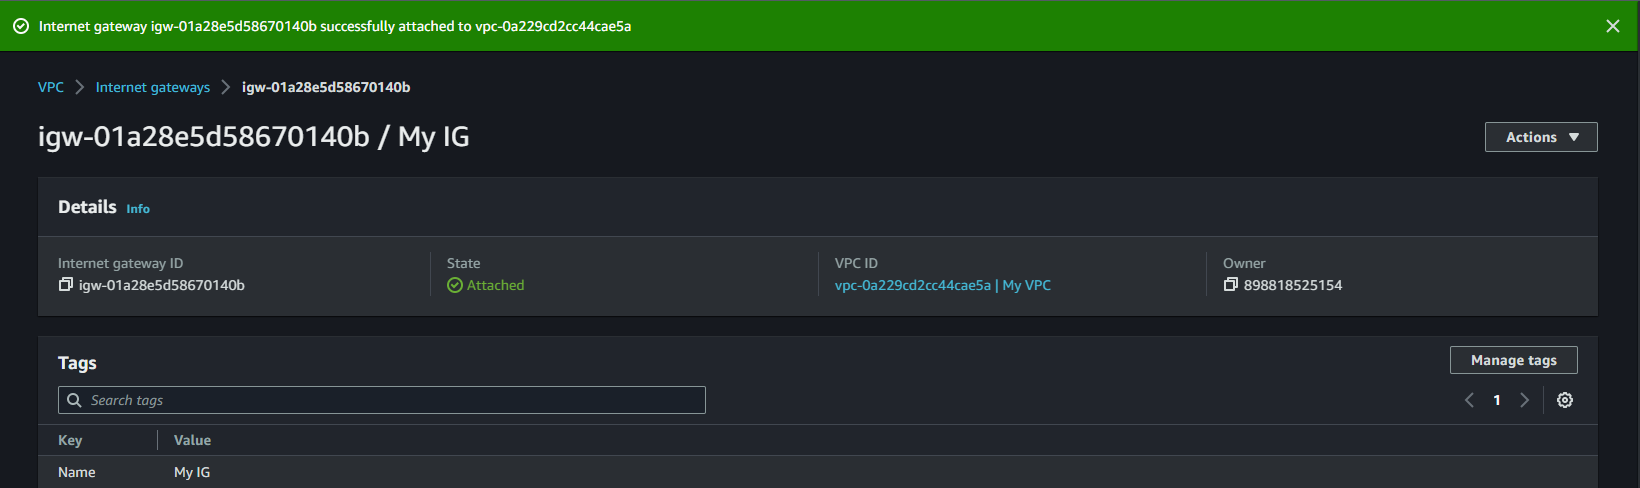 Internet gateway igw-01a28e5d58670140b successfully attached to vpc-0a229cd2cc44cae5a
VPC Internet gateways igw-01a28e5d58670140b
igw-01a28e5d58670140b / My IG
Actions
Details Info
Internet gateway ID State VPC ID Owner
igw-01a28e5d58670140b Attached vpc-0a229cd2cc44cae5a | My VPC 898818525154
Tags Manage tags
Search tags 1
Key Value
Name My IG